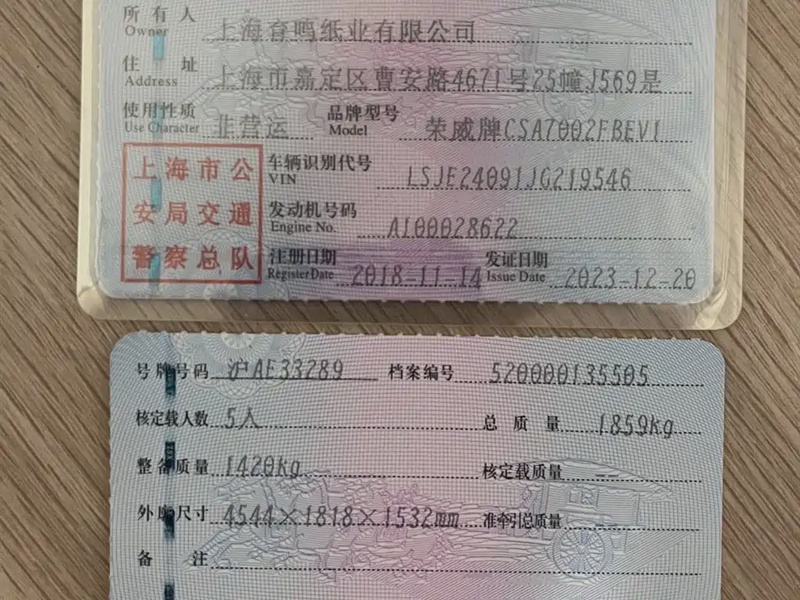 所有人 上海育鸣纸业有限公司
Owner
住址 上海市嘉定区曹安路4671号25幢J569是
Address
使用性质 非营运 品牌型号 荣威牌CSA7002FBEV1
Use Character Model
上海市公
安局交通
警察总队
车辆识别代号 LSJE24091JG219546
VIN
发动机号码 A100028622
Engine No.
注册日期 2018-11-14 发证日期 2023-12-20
Register Date Issue Date
号牌号码 沪AE33289 档案编号 520000135505
核定载人数 5人 总质量 1859kg
整备质量 1420kg 核定载质量
外廓尺寸 4544×1818×1532mm 准牵引总质量
备注